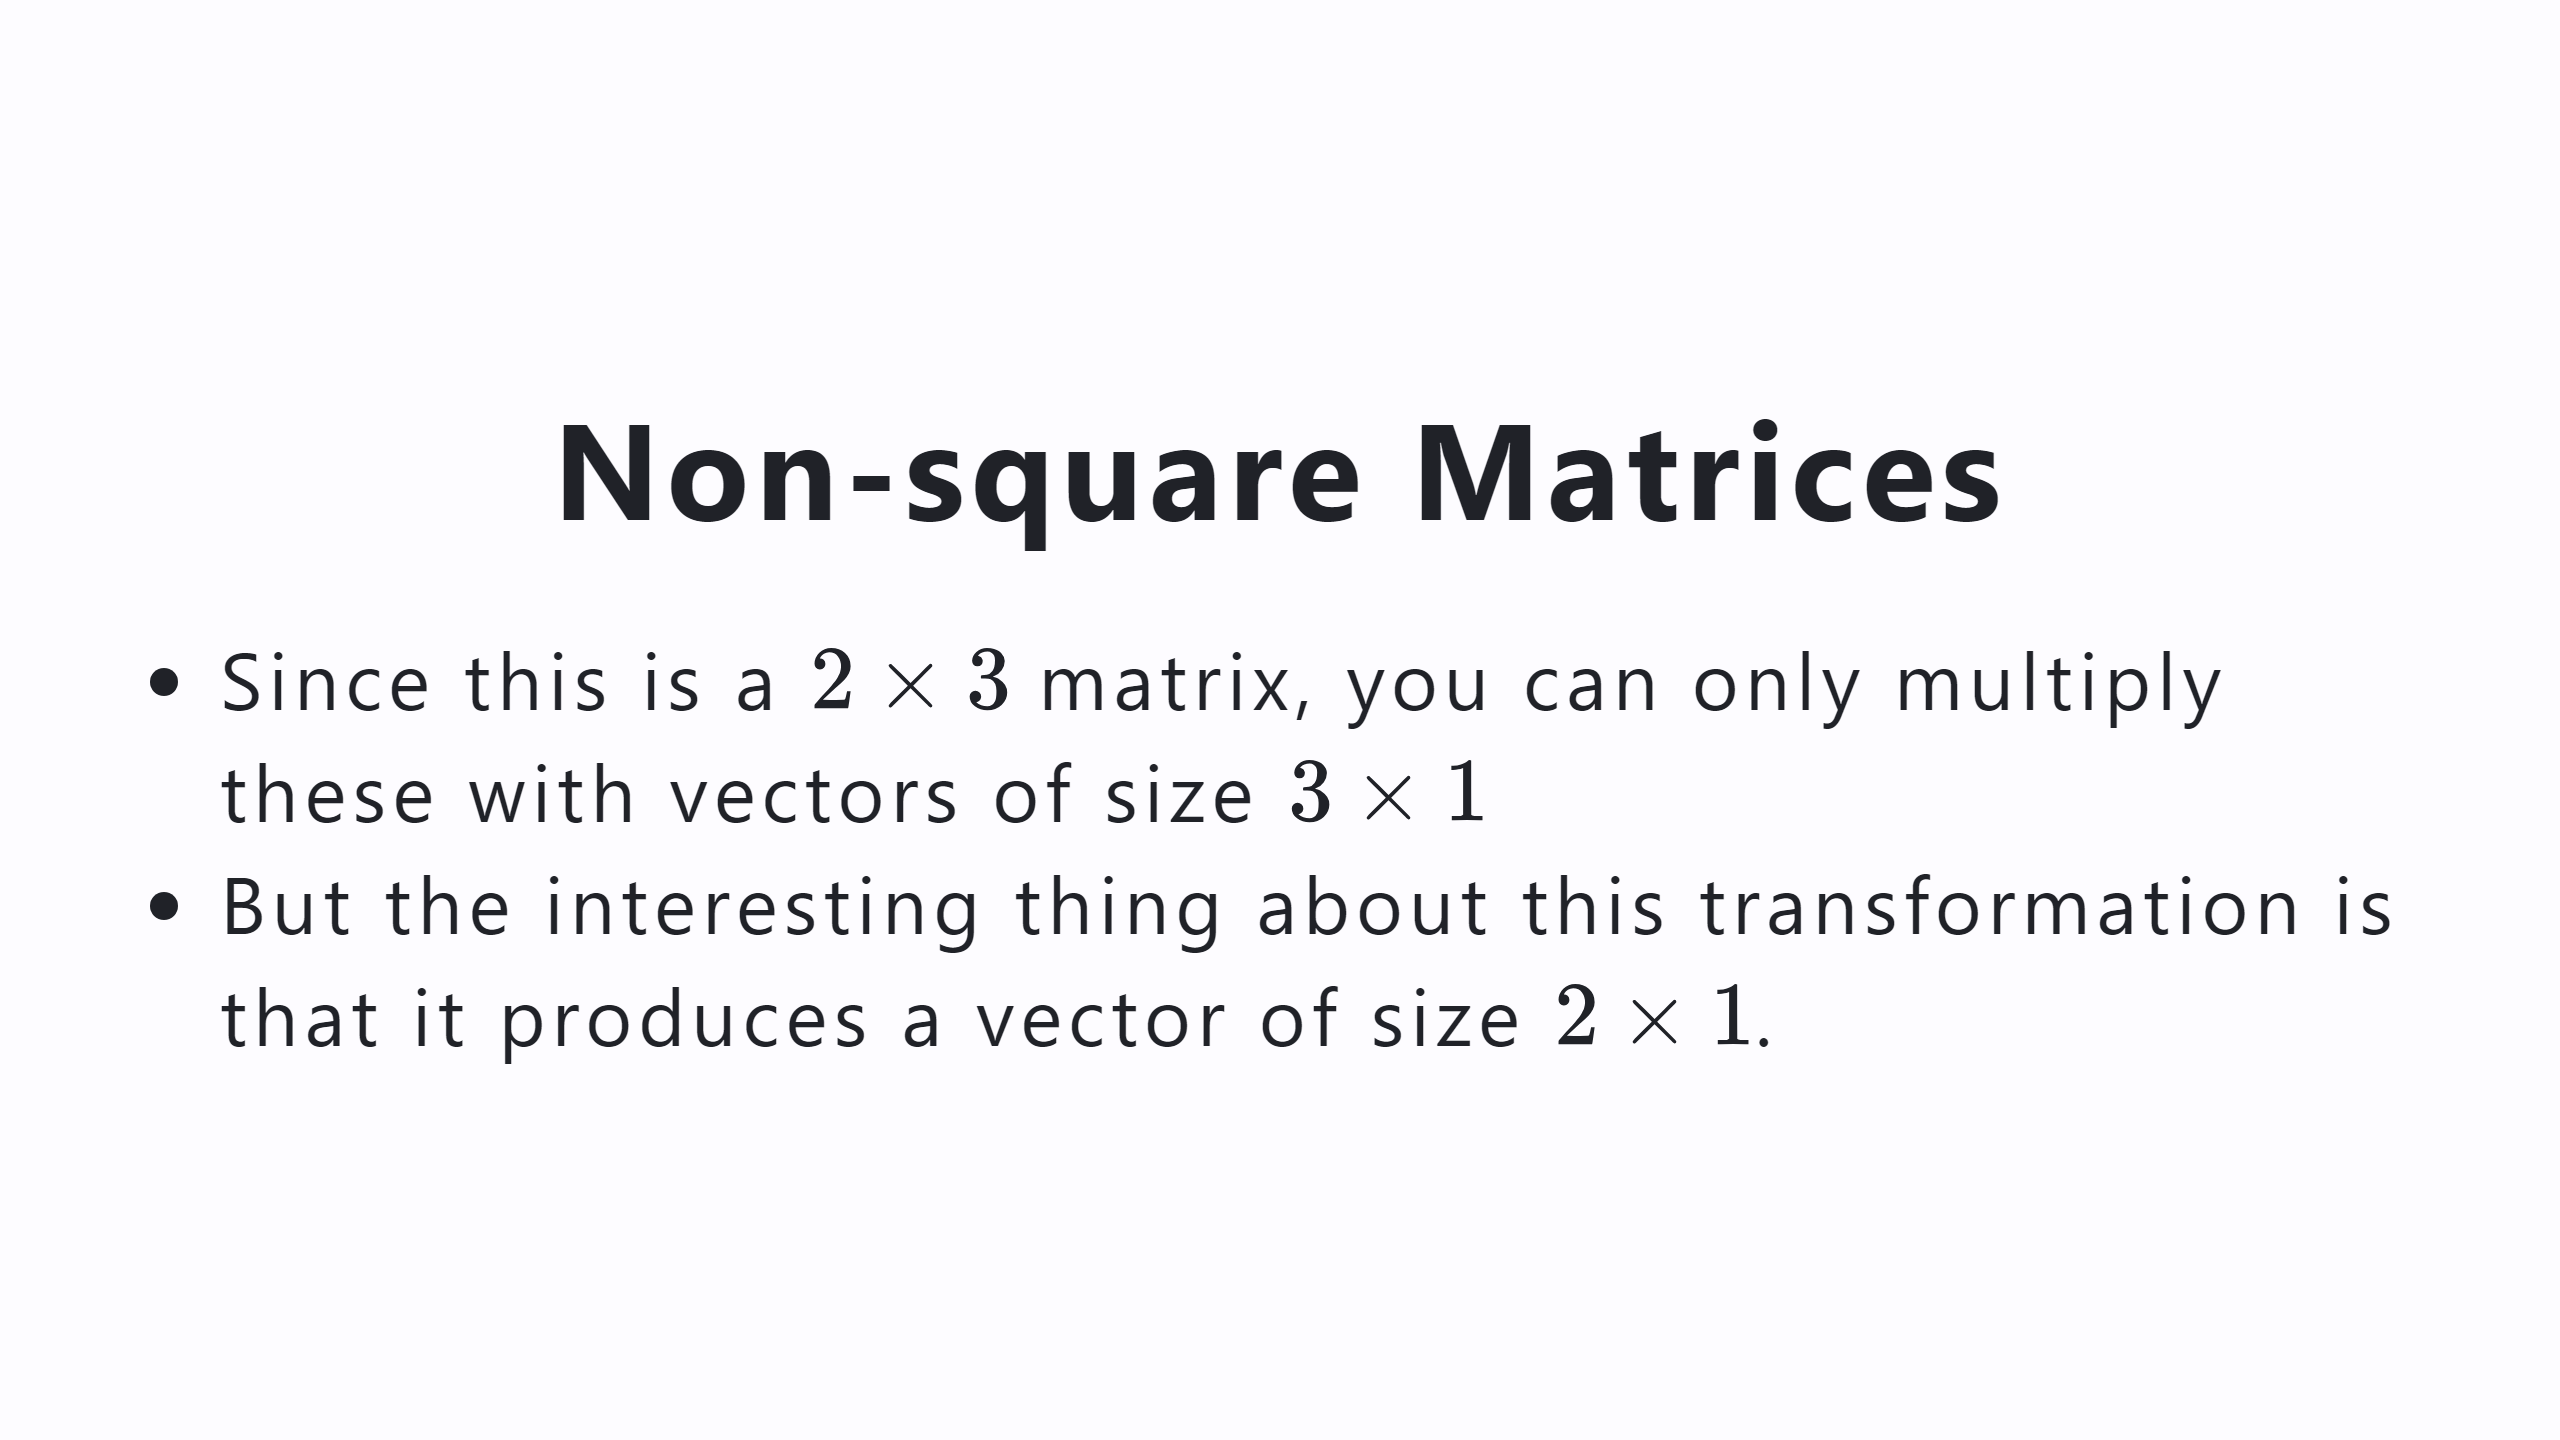 Non-square Matrices
• Since this is a 2 × 3 matrix, you can only multiply
these with vectors of size 3 × 1
• But the interesting thing about this transformation is
that it produces a vector of size 2 × 1.